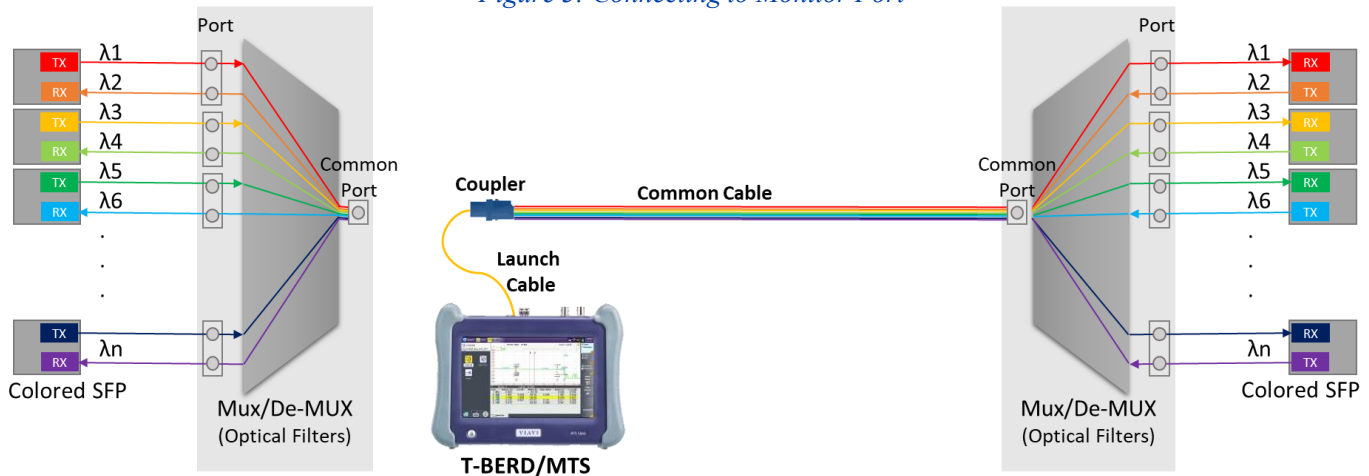 Figure 3: Connecting to Monitor Port
Port
Port
TX
λ1
RX
λ2
TX
λ3
RX
λ4
TX
λ5
RX
λ6
.
.
.
TX
RX
λn
Colored SFP
Mux/De-MUX
(Optical Filters)
Common
Port
Coupler
Common Cable
Launch
Cable
VIAVI
T-BERD/MTS
Common
Port
λ1
RX
λ2
TX
λ3
RX
λ4
TX
λ5
RX
λ6
TX
.
.
.
RX
λn
TX
Colored SFP
Mux/De-MUX
(Optical Filters)